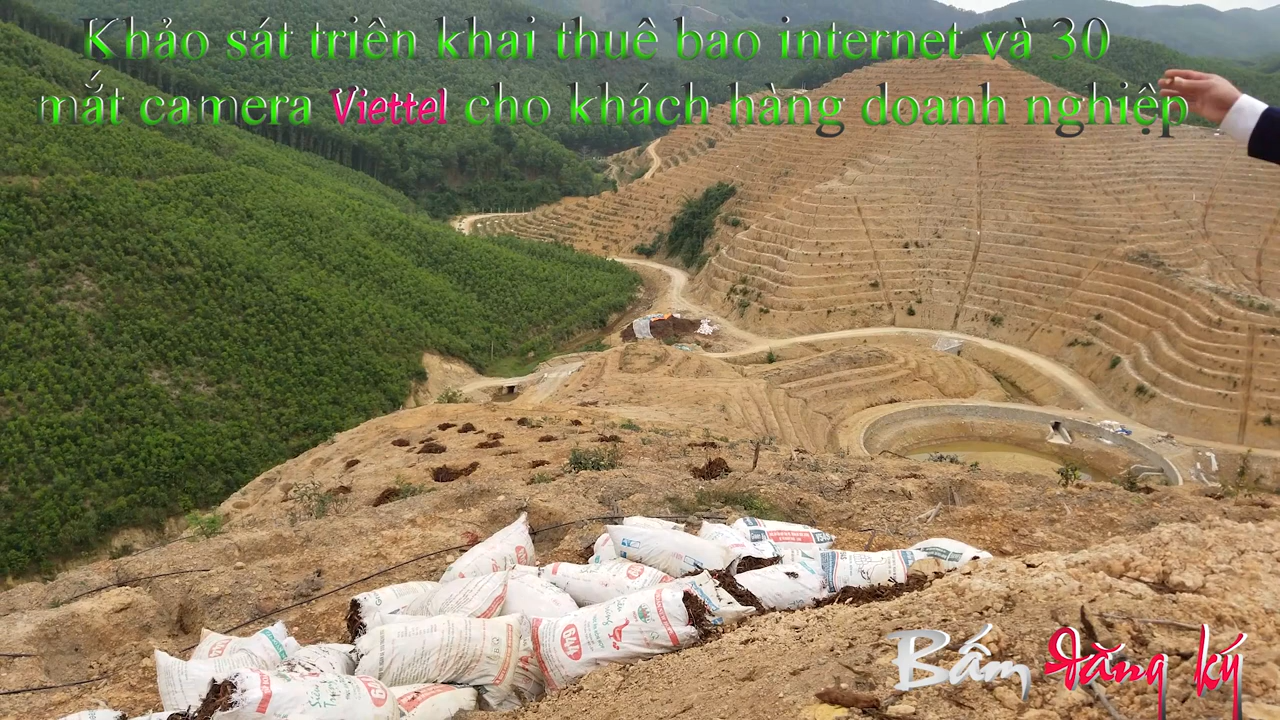 Khảo sát triên khai thuê bao internet và 30
mắt camera Viettel cho khách hàng doanh nghiệp
Bấm Đăng ký